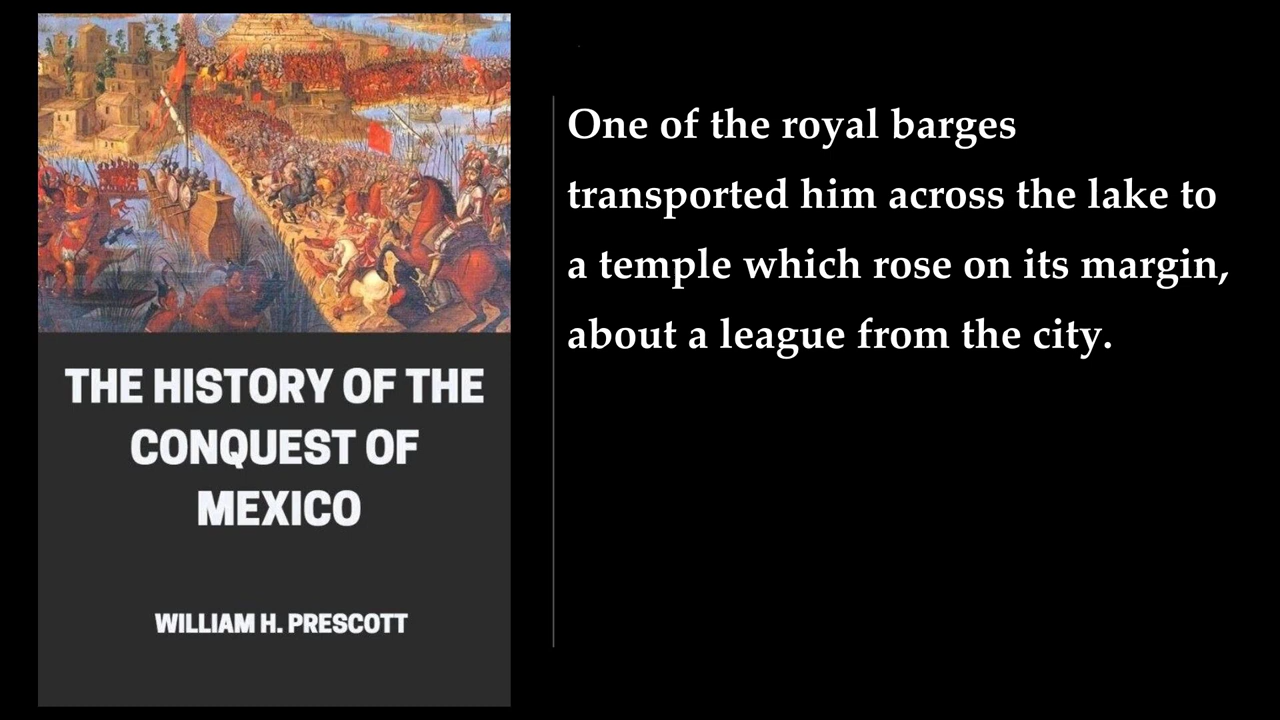 THE HISTORY OF THE
CONQUEST OF
MEXICO
WILLIAM H. PRESCOTT
One of the royal barges
transported him across the lake to
a temple which rose on its margin,
about a league from the city.